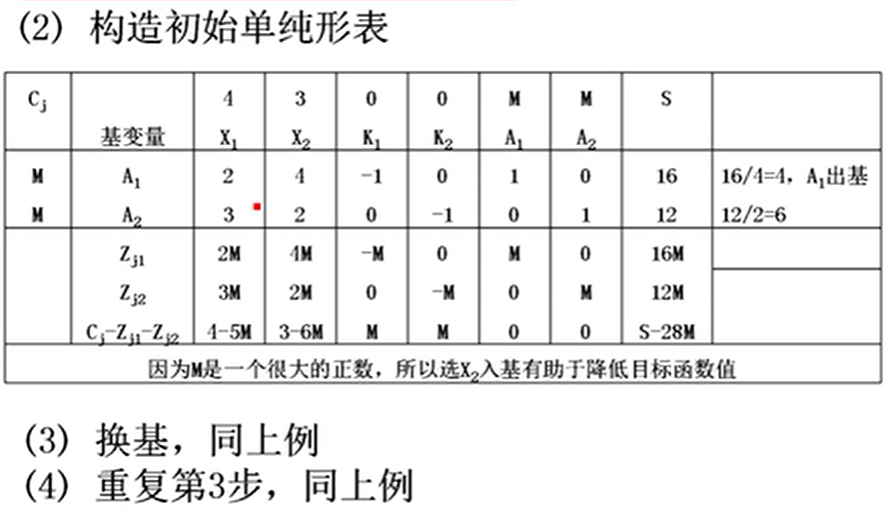 (2) 构造初始单纯形表
Cj 4 3 0 0 M M S
基变量 X1 X2 K1 K2 A1 A2
M A1 2 4 -1 0 1 0 16 16/4=4，A1出基
M A2 3 2 0 -1 0 1 12 12/2=6
Zj1 2M 4M -M 0 M 0 16M
Zj2 3M 2M 0 -M 0 M 12M
Cj-Zj1-Zj2 4-5M 3-6M M M 0 0 S-28M
因为M是一个很大的正数，所以选X2入基有助于降低目标函数值
(3) 换基，同上例
(4) 重复第3步，同上例